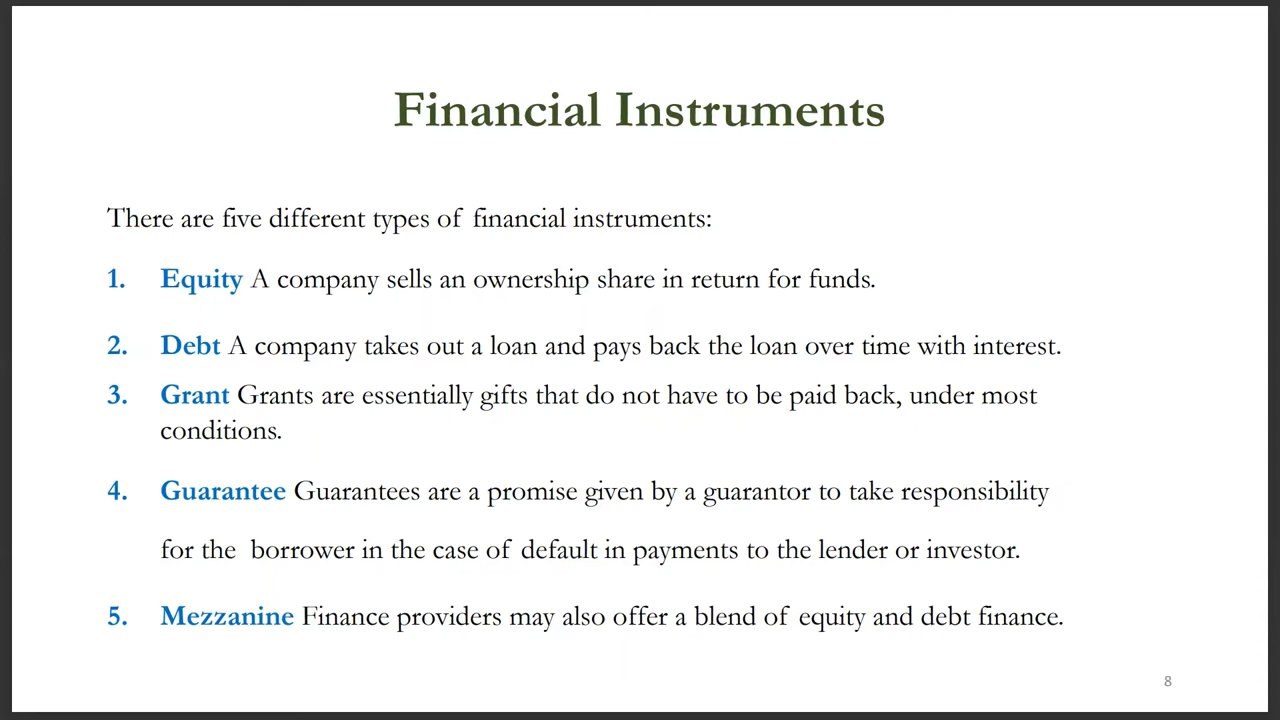 Financial Instruments
There are five different types of financial instruments:
1. Equity A company sells an ownership share in return for funds.
2. Debt A company takes out a loan and pays back the loan over time with interest.
3. Grant Grants are essentially gifts that do not have to be paid back, under most
conditions.
4. Guarantee Guarantees are a promise given by a guarantor to take responsibility
for the borrower in the case of default in payments to the lender or investor.
5. Mezzanine Finance providers may also offer a blend of equity and debt finance.
8